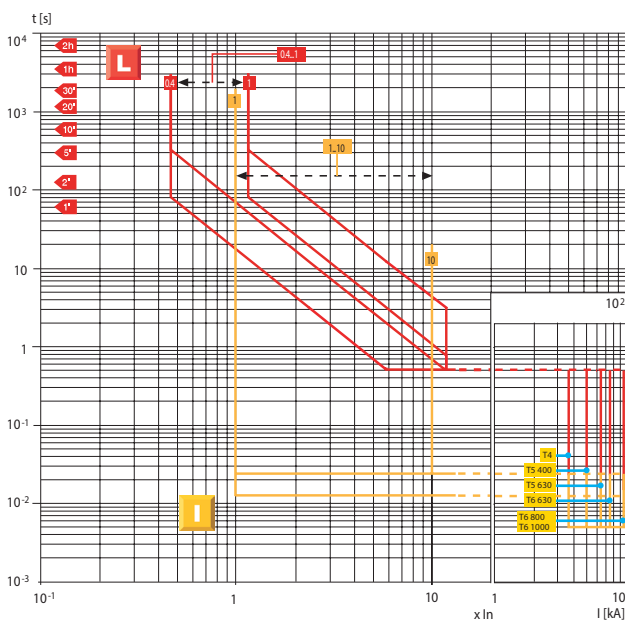 t [s]
10⁴
2h
L
0.4...1
1h
0.4
1
30'
20'
1
10³
10'
1...10
5'
2'
10²
1'
10
10
10²
1
10⁻¹
T4
T5 400
T5 630
10⁻²
I
T6 630
T6 800
T6 1000
10⁻³
10⁻¹
1
10
1
10
x In
I [kA]